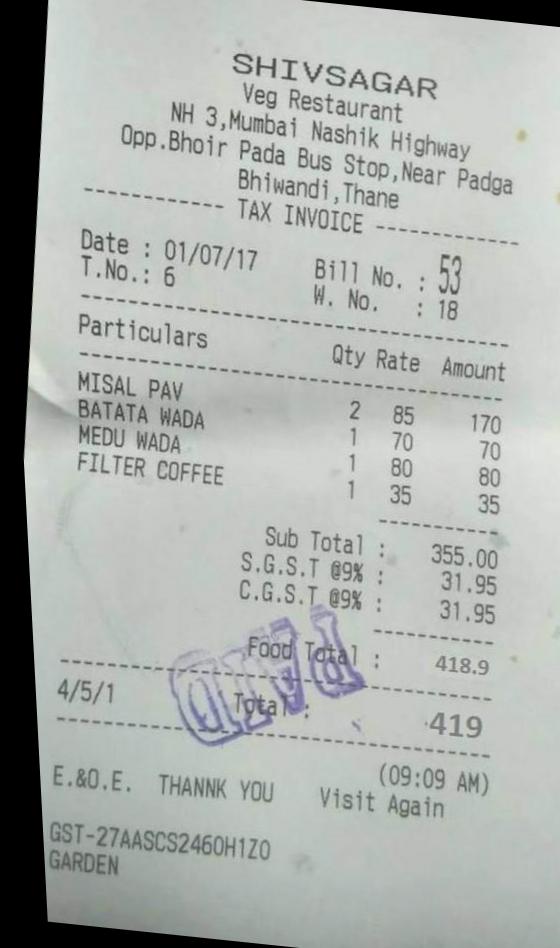 SHIVSAGAR
Veg Restaurant
NH 3,Mumbai Nashik Highway
Opp.Bhoir Pada Bus Stop,Near Padga
Bhiwandi,Thane
----------- TAX INVOICE -----------
Date : 01/07/17 Bill No. : 53
T.No.: 6 W. No. : 18
Particulars Qty Rate Amount
MISAL PAV 2 85 170
BATATA WADA 1 70 70
MEDU WADA 1 80 80
FILTER COFFEE 1 35 35
Sub Total : 355.00
S.G.S.T @9% : 31.95
C.G.S.T @9% : 31.95
Food Total : 418.9
PAID
4/5/1 Total : 419
(09:09 AM)
E.&O.E. THANNK YOU Visit Again
GST-27AASCS2460H1ZO
GARDEN